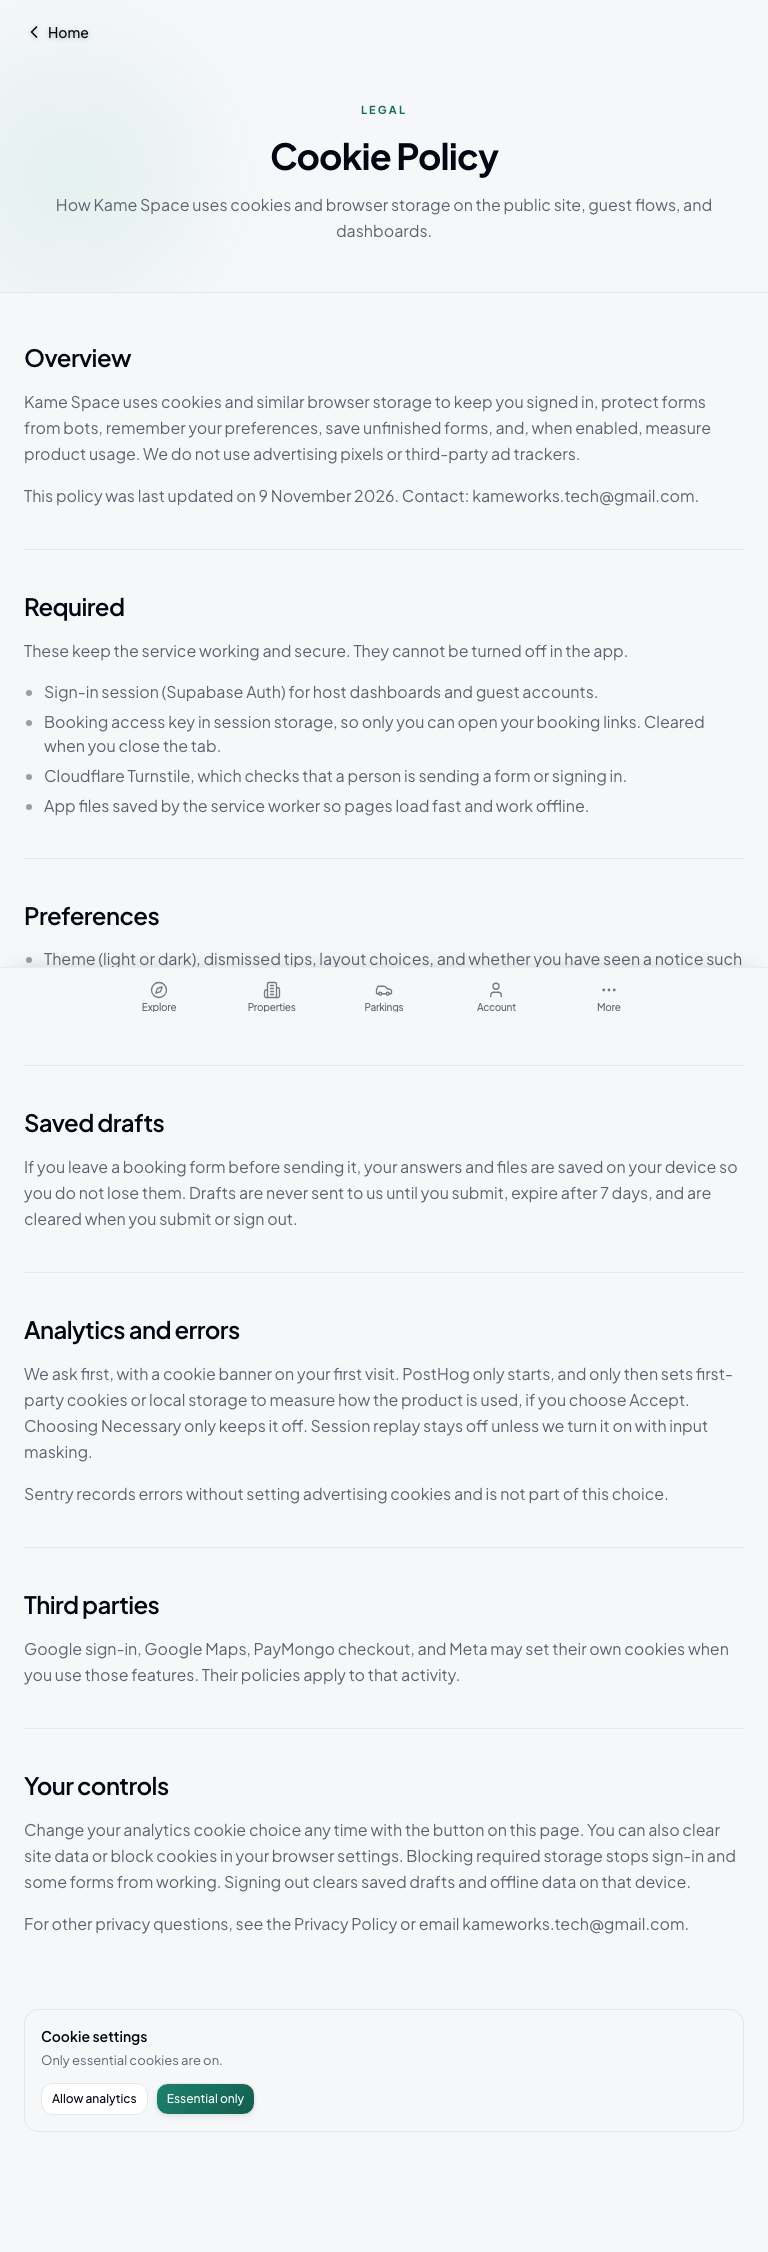 Home
LEGAL
Cookie Policy
How Kame Space uses cookies and browser storage on the public site, guest flows, and
dashboards.
Overview
Kame Space uses cookies and similar browser storage to keep you signed in, protect forms
from bots, remember your preferences, save unfinished forms, and, when enabled, measure
product usage. We do not use advertising pixels or third-party ad trackers.
This policy was last updated on 9 November 2026. Contact: kameworks.tech@gmail.com.
Required
These keep the service working and secure. They cannot be turned off in the app.
Sign-in session (Supabase Auth) for host dashboards and guest accounts.
Booking access key in session storage, so only you can open your booking links. Cleared
when you close the tab.
Cloudflare Turnstile, which checks that a person is sending a form or signing in.
App files saved by the service worker so pages load fast and work offline.
Preferences
Theme (light or dark), dismissed tips, layout choices, and whether you have seen a notice such
Explore
Properties
Parkings
Account
More
Saved drafts
If you leave a booking form before sending it, your answers and files are saved on your device so
you do not lose them. Drafts are never sent to us until you submit, expire after 7 days, and are
cleared when you submit or sign out.
Analytics and errors
We ask first, with a cookie banner on your first visit. PostHog only starts, and only then sets first-
party cookies or local storage to measure how the product is used, if you choose Accept.
Choosing Necessary only keeps it off. Session replay stays off unless we turn it on with input
masking.
Sentry records errors without setting advertising cookies and is not part of this choice.
Third parties
Google sign-in, Google Maps, PayMongo checkout, and Meta may set their own cookies when
you use those features. Their policies apply to that activity.
Your controls
Change your analytics cookie choice any time with the button on this page. You can also clear
site data or block cookies in your browser settings. Blocking required storage stops sign-in and
some forms from working. Signing out clears saved drafts and offline data on that device.
For other privacy questions, see the Privacy Policy or email kameworks.tech@gmail.com.
Cookie settings
Only essential cookies are on.
Allow analytics
Essential only